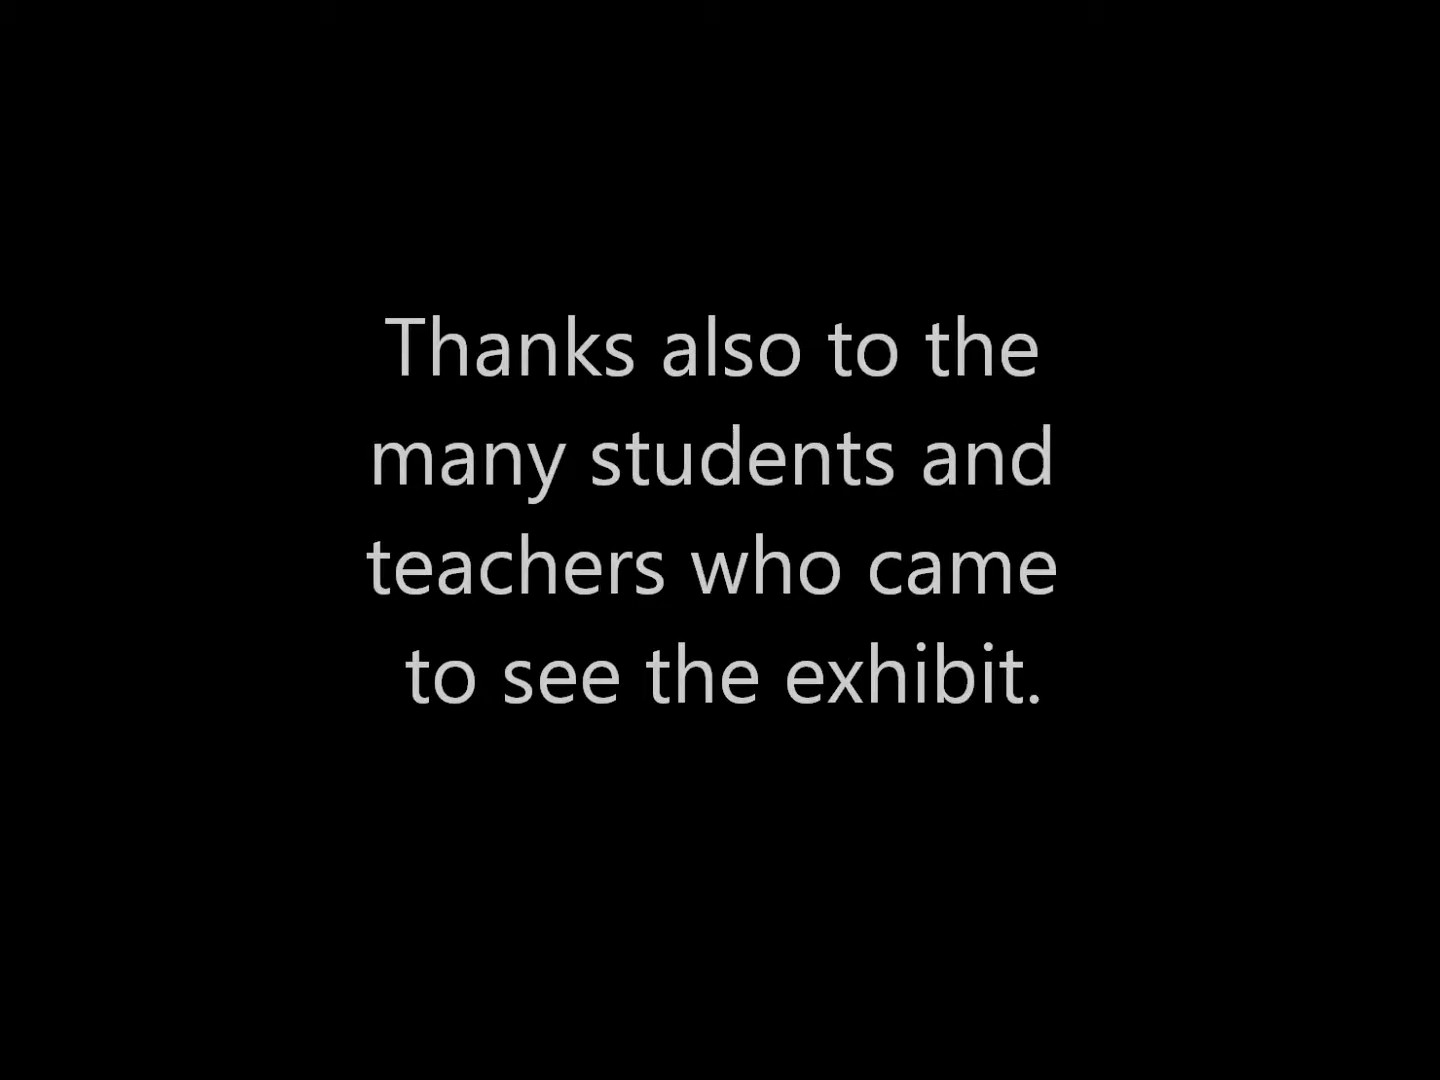 Thanks also to the
many students and
teachers who came
to see the exhibit.